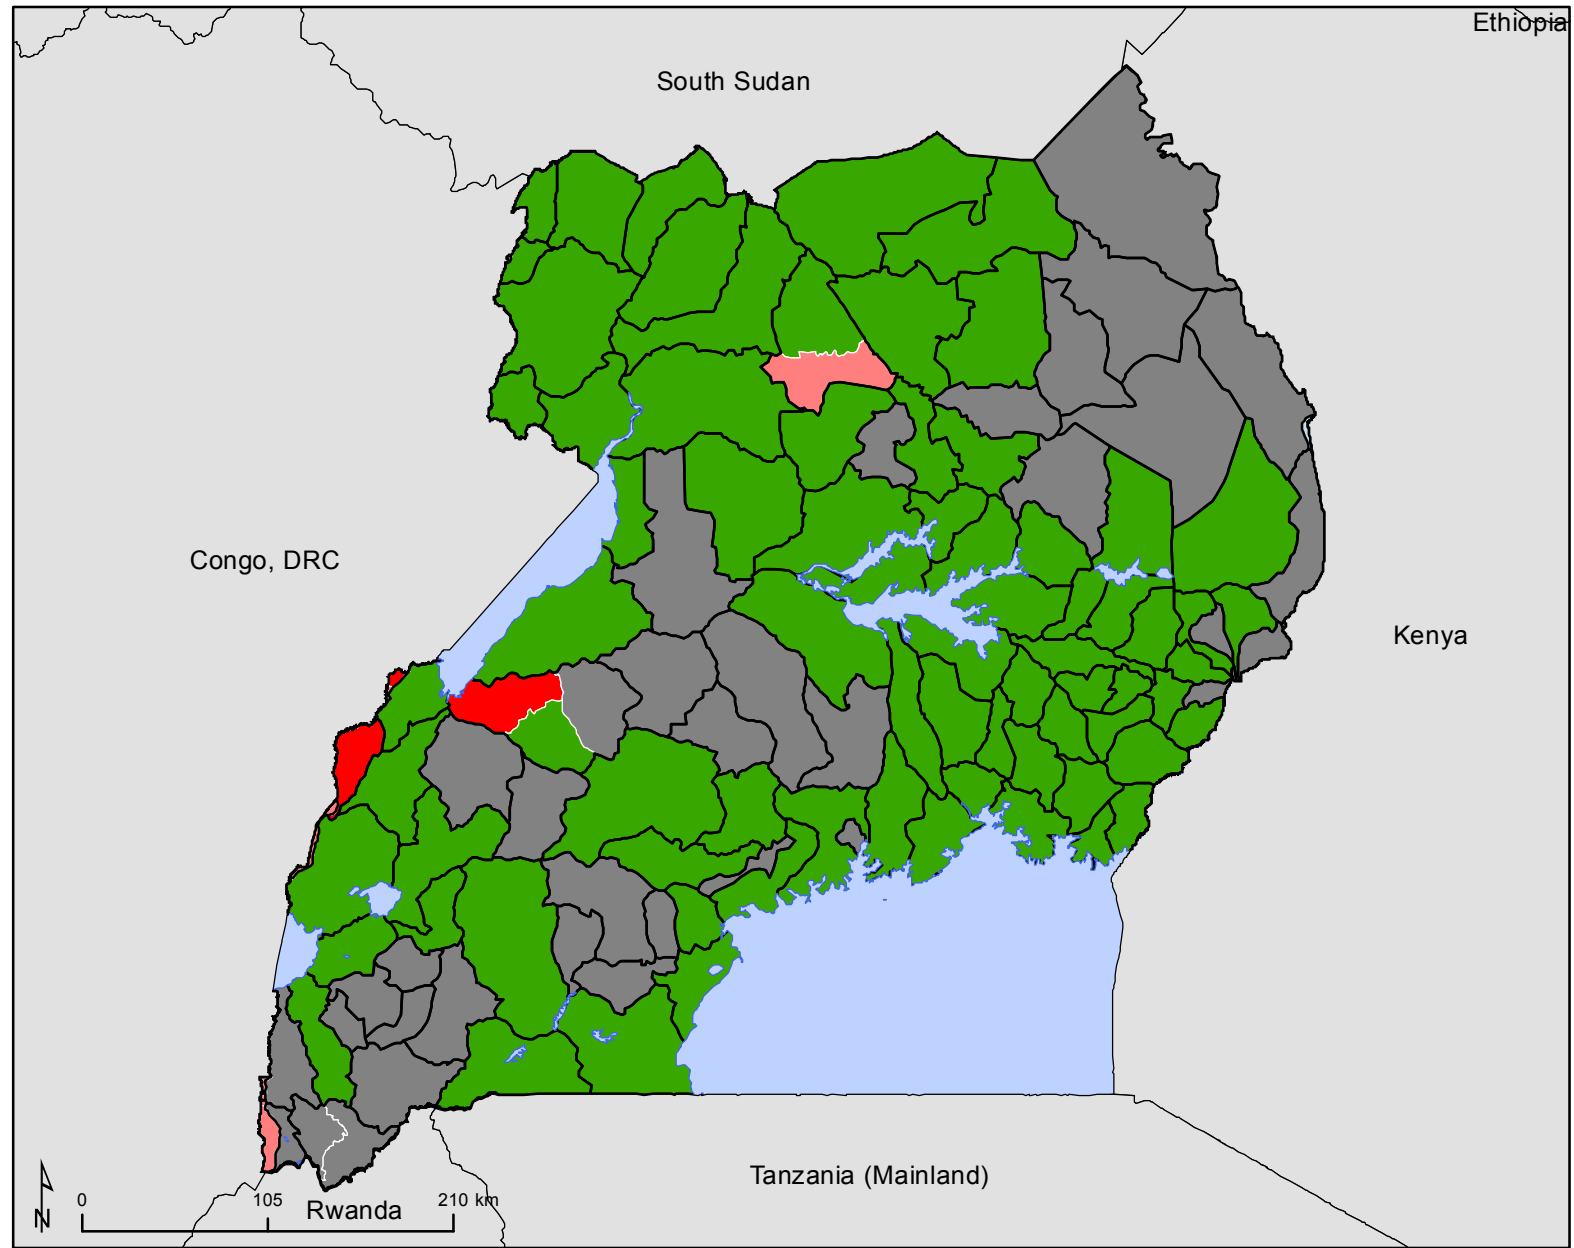 Ethiopia
South Sudan
Congo, DRC
Kenya
Tanzania (Mainland)
0 105 210 km
Rwanda
N